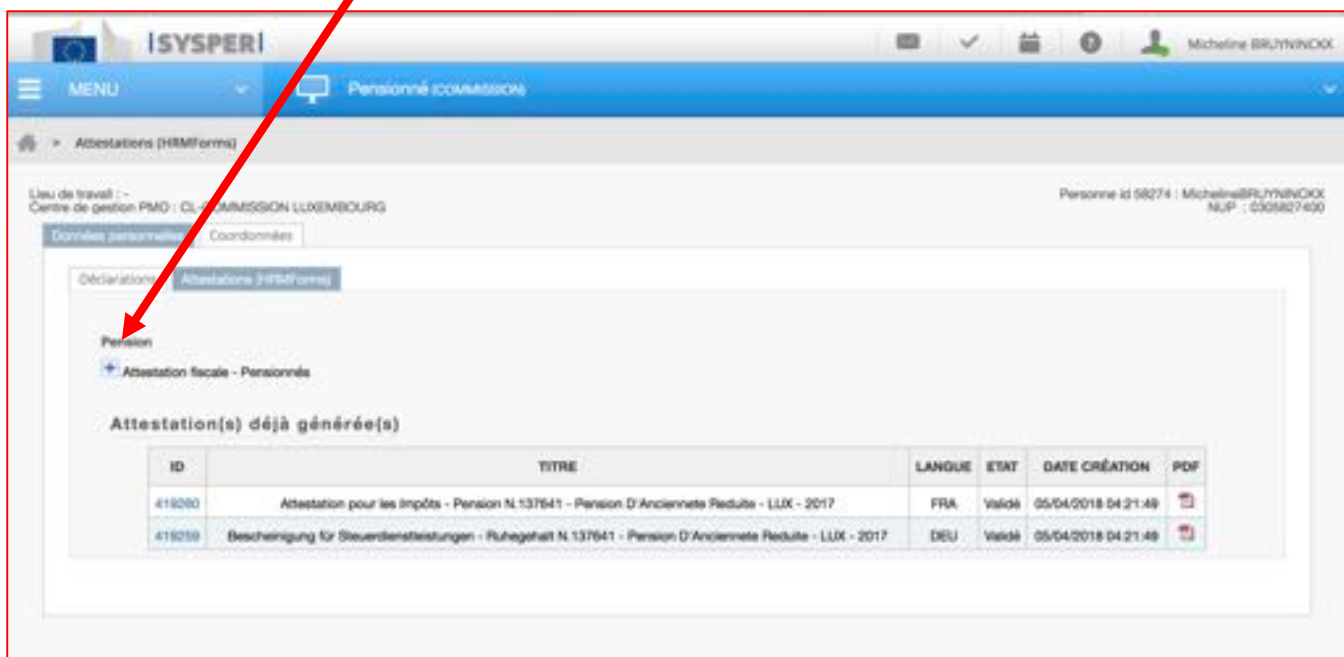 |SYSPER|
Micheline BRUYNINCKX
MENU
Pensionné (COMMISSION)
> Attestations (HRMForms)
Lieu de travail : -
Personne id 58274 : MichelineBRUYNINCKX
Centre de gestion PMO : CL-COMMISSION LUXEMBOURG
NUP : 0305827400
Données personnelles Coordonnées
Déclarations Attestations (HRMForms)
Pension
+ Attestation fiscale - Pensionnés
Attestation(s) déjà générée(s)
ID TITRE LANGUE ETAT DATE CRÉATION PDF
419260 Attestation pour les Impôts - Pension N.137641 - Pension D'Anciennete Reduite - LUX - 2017 FRA Validé 05/04/2018 04:21:49
419259 Bescheinigung für Steuerdienstleistungen - Ruhegehalt N.137641 - Pension D'Anciennete Reduite - LUX - 2017 DEU Validé 05/04/2018 04:21:49